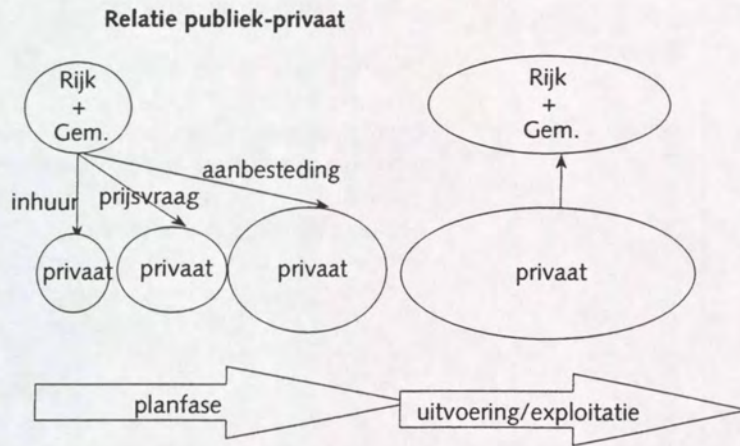 Relatie publiek-privaat
Rijk
+
Gem.
Rijk
+
Gem.
aanbesteding
prijsvraag
inhuur
privaat
privaat
privaat
privaat
planfase
uitvoering/exploitatie